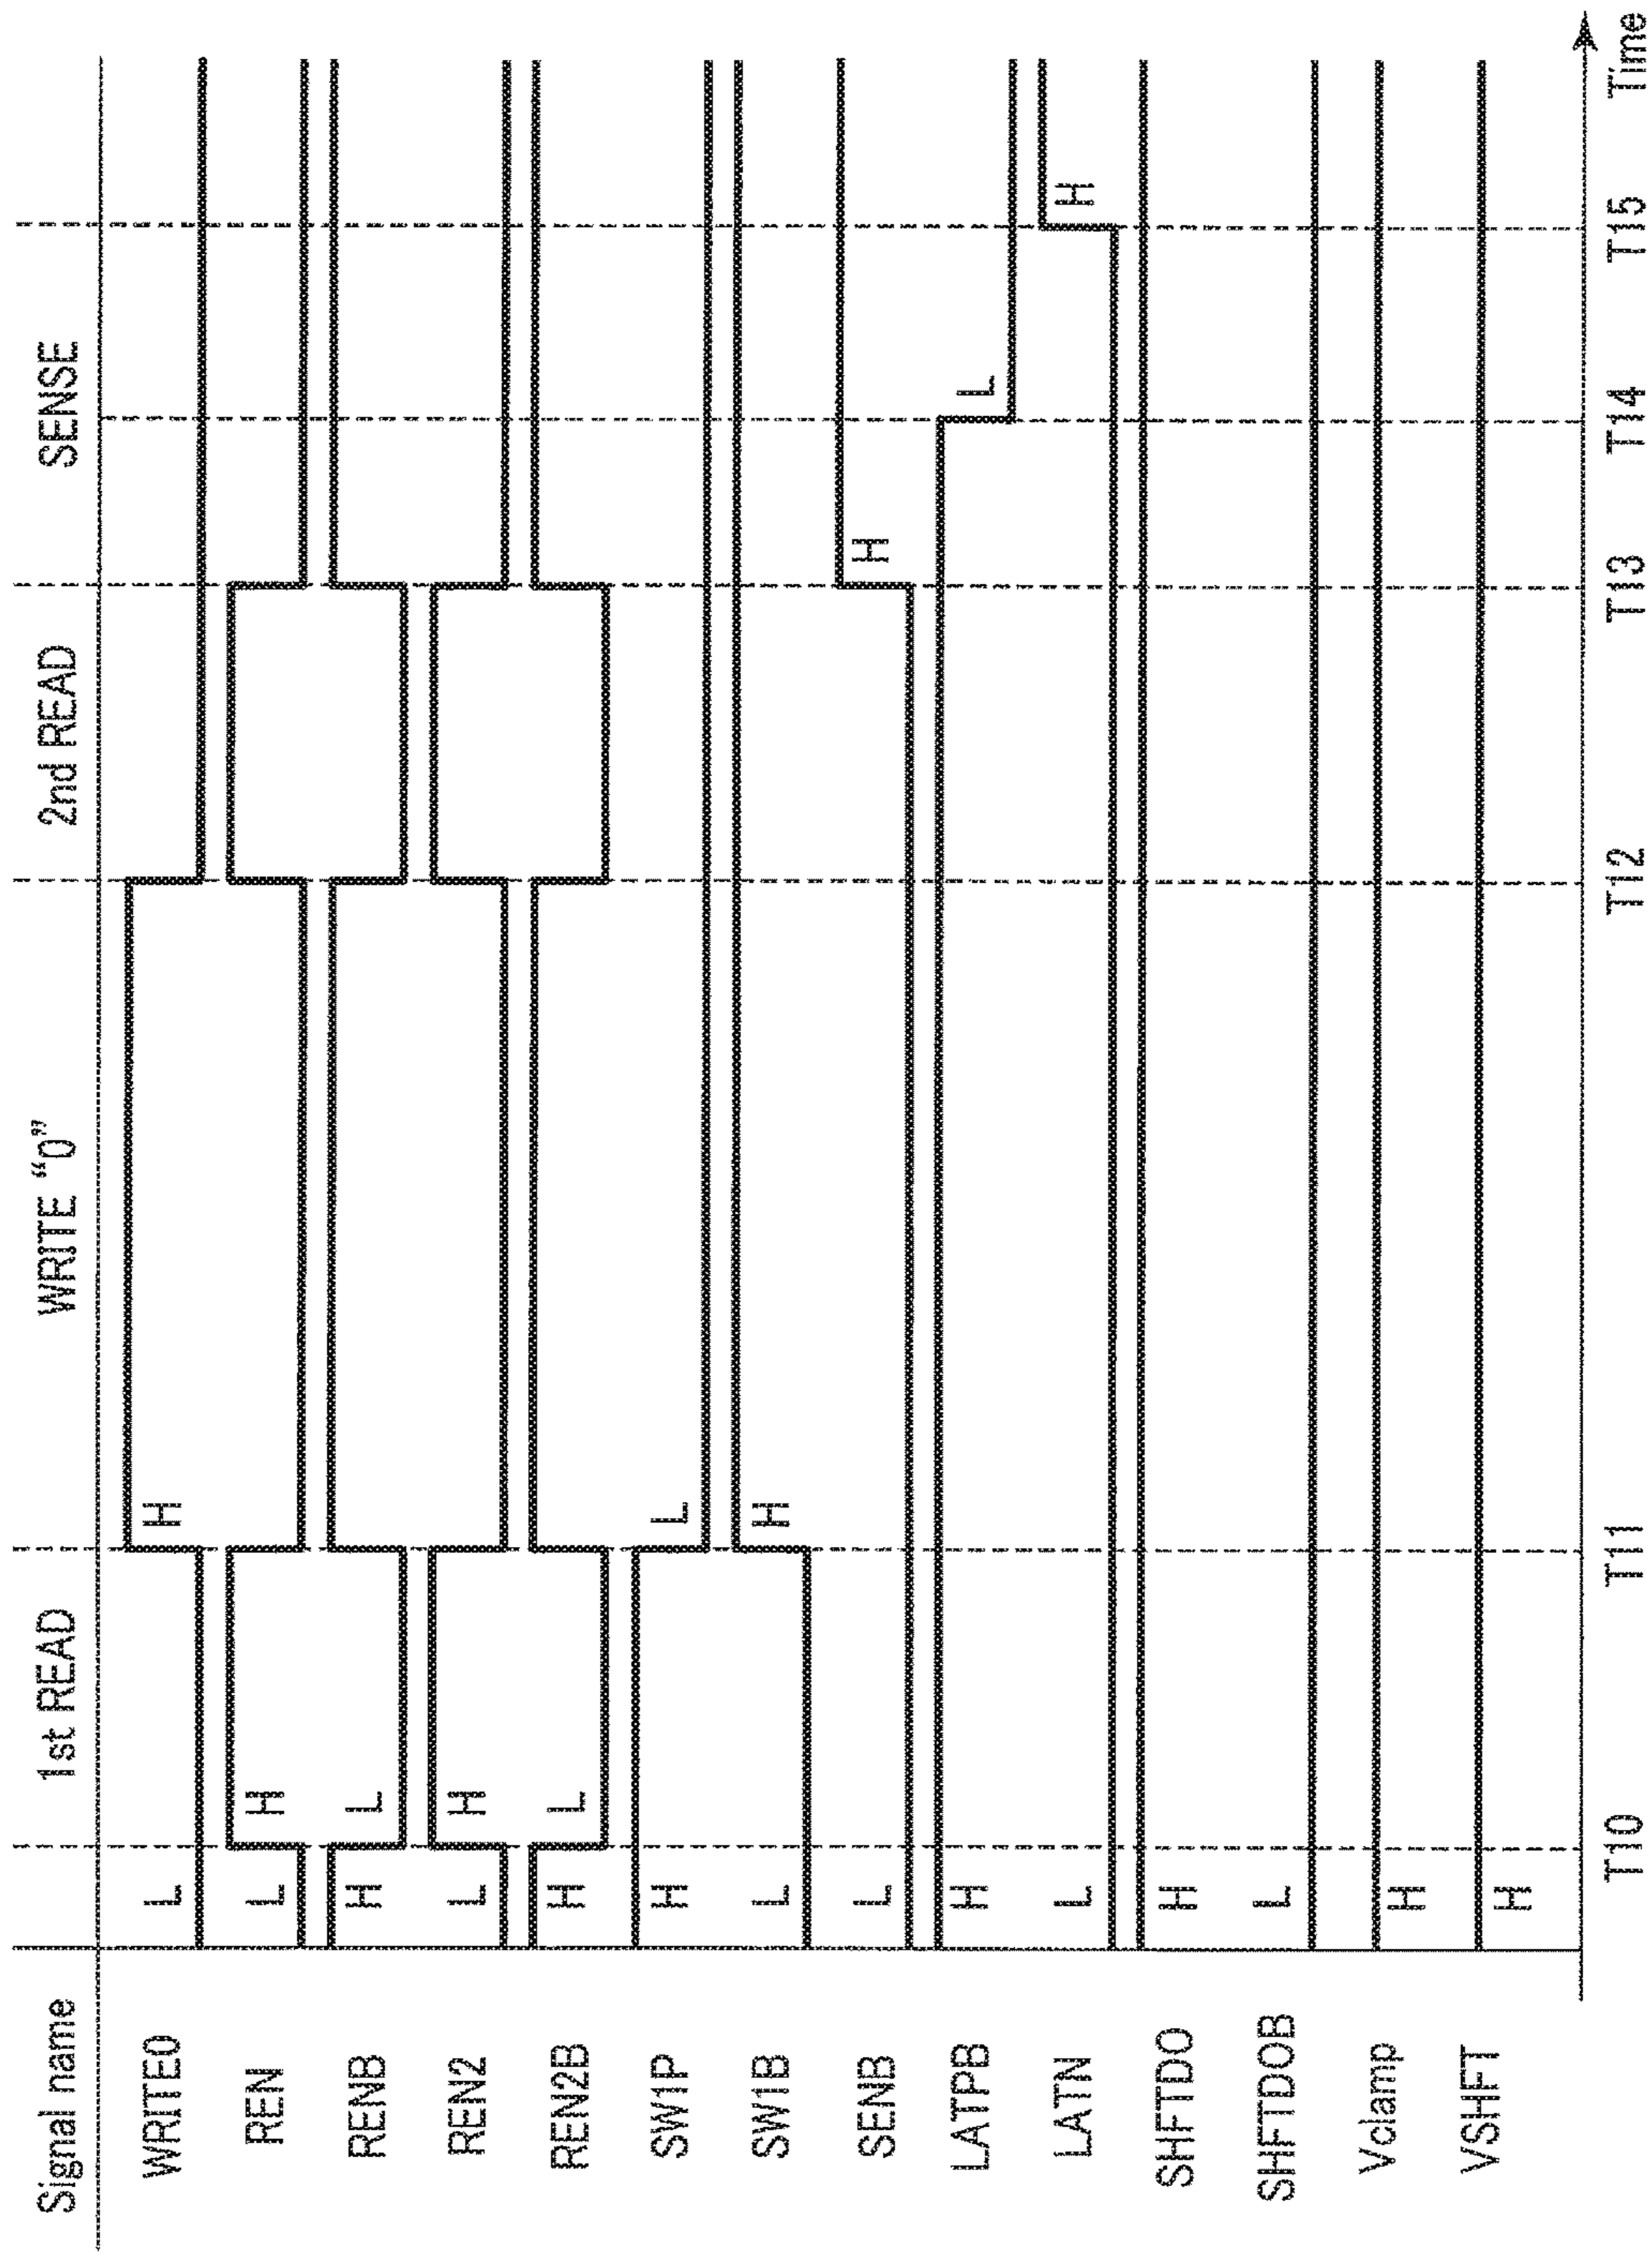 Signal name 1st READ WRITE “0” 2nd READ SENSE
WRITE0 L H
REN L H
RENB H L
REN2 L H
REN2B H L
SW1P H L
SW1B L H
SENB L H
LATPB H L
LATN L H
SHFTDO H
SHFTDOB L
Vclamp H
VSHFT H
T10 T11 T12 T13 T14 T15 Time